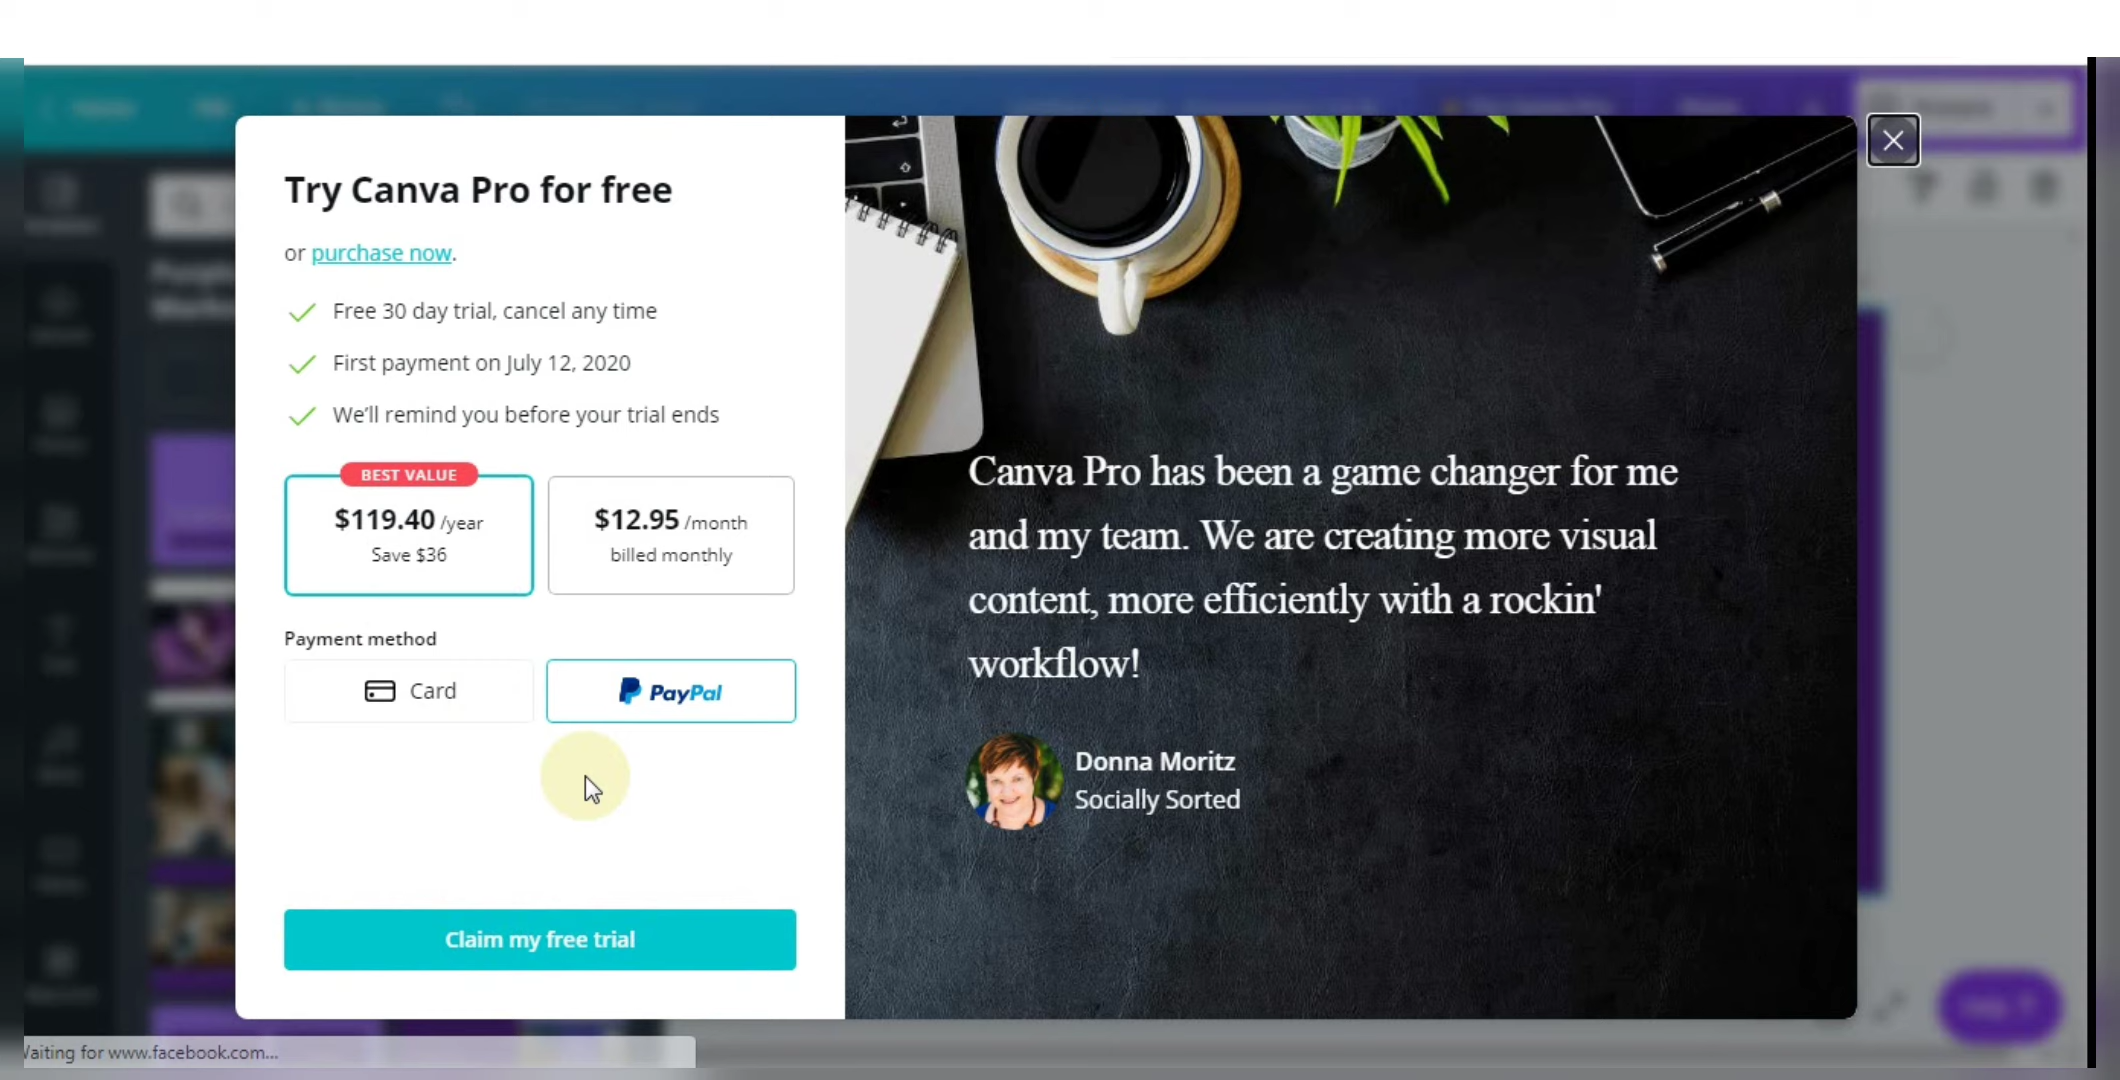 Try Canva Pro for free
or purchase now.
Free 30 day trial, cancel any time
First payment on July 12, 2020
We'll remind you before your trial ends
BEST VALUE
$119.40 /year
Save $36
$12.95 /month
billed monthly
Payment method
Card
PayPal
Claim my free trial
Canva Pro has been a game changer for me
and my team. We are creating more visual
content, more efficiently with a rockin'
workflow!
Donna Moritz
Socially Sorted
aiting for www.facebook.com...